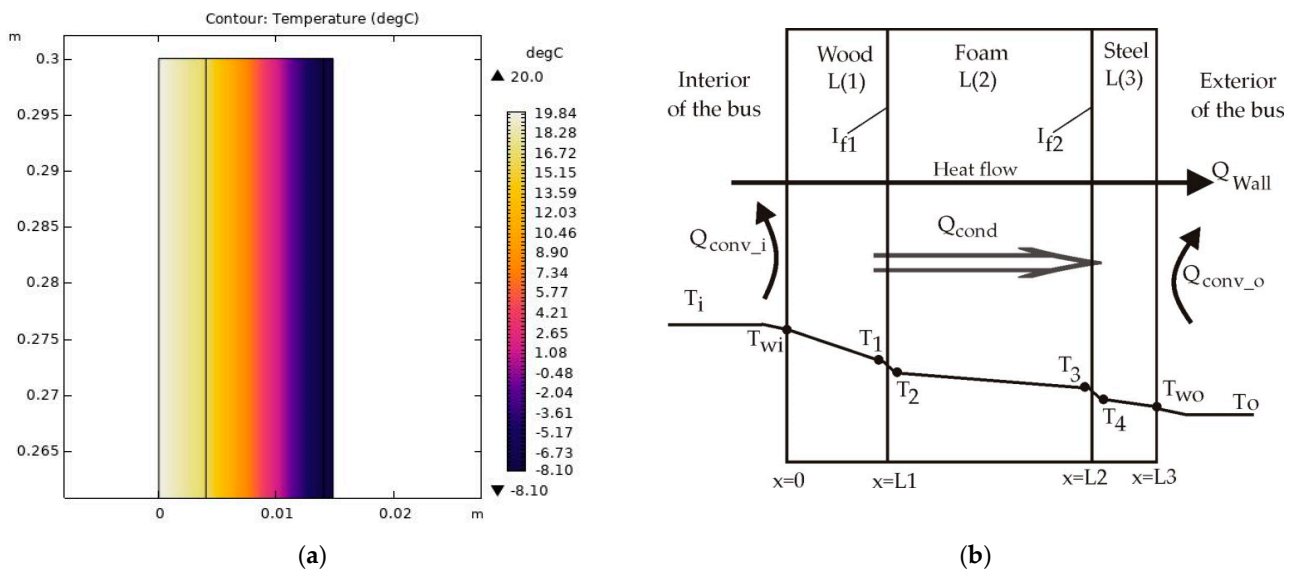 Contour: Temperature (degC)
m
degC
▲ 20.0
0.3
0.295
0.29
0.285
0.28
0.275
0.27
0.265
19.84
18.28
16.72
15.15
13.59
12.03
10.46
8.90
7.34
5.77
4.21
2.65
1.08
-0.48
-2.04
-3.61
-5.17
-6.73
-8.10
▼ -8.10
0
0.01
0.02
m
(a)
Wood
L(1)
Foam
L(2)
Steel
L(3)
Interior
of the bus
Exterior
of the bus
If1
If2
Heat flow
QWall
Qconv_i
Qcond
Qconv_o
Ti
Twi
T1
T2
T3
T4
Two
To
x=0
x=L1
x=L2
x=L3
(b)